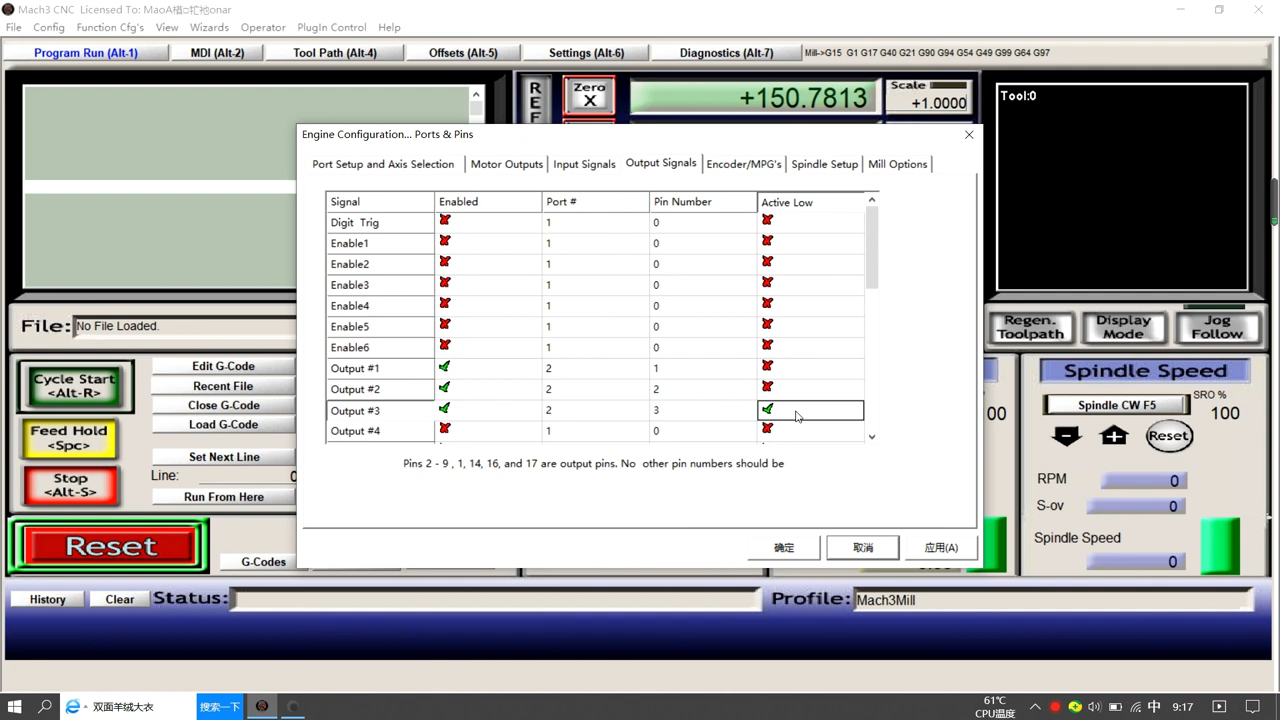 Mach3 CNC Licensed To: MaoA
File Config Function Cfg's View Wizards Operator PlugIn Control Help
Program Run (Alt-1) MDI (Alt-2) Tool Path (Alt-4) Offsets (Alt-5) Settings (Alt-6) Diagnostics (Alt-7) Mill->G15 G1 G17 G40 G21 G90 G94 G54 G49 G99 G64 G97
REF
Zero X
+150.7813
Scale
+1.0000
Tool:0
Engine Configuration... Ports & Pins
Port Setup and Axis Selection Motor Outputs Input Signals Output Signals Encoder/MPG's Spindle Setup Mill Options
Signal Enabled Port # Pin Number Active Low
Digit Trig 1 0
Enable1 1 0
Enable2 1 0
Enable3 1 0
Enable4 1 0
Enable5 1 0
Enable6 1 0
Output #1 2 1
Output #2 2 2
Output #3 2 3
Output #4 1 0
Pins 2 - 9 , 1, 14, 16, and 17 are output pins. No other pin numbers should be
确定 取消 应用(A)
File: No File Loaded.
Regen. Toolpath
Display Mode
Jog Follow
Cycle Start
<Alt-R>
Feed Hold
<Spc>
Stop
<Alt-S>
Edit G-Code
Recent File
Close G-Code
Load G-Code
Set Next Line
Line: 0
Run From Here
Reset
G-Codes
00
Spindle Speed
Spindle CW F5
SRO %
100
Reset
RPM 0
S-ov 0
Spindle Speed
0
History Clear Status: Profile: Mach3Mill
双面羊绒大衣 搜索一下
61℃
CPU温度
中 9:17